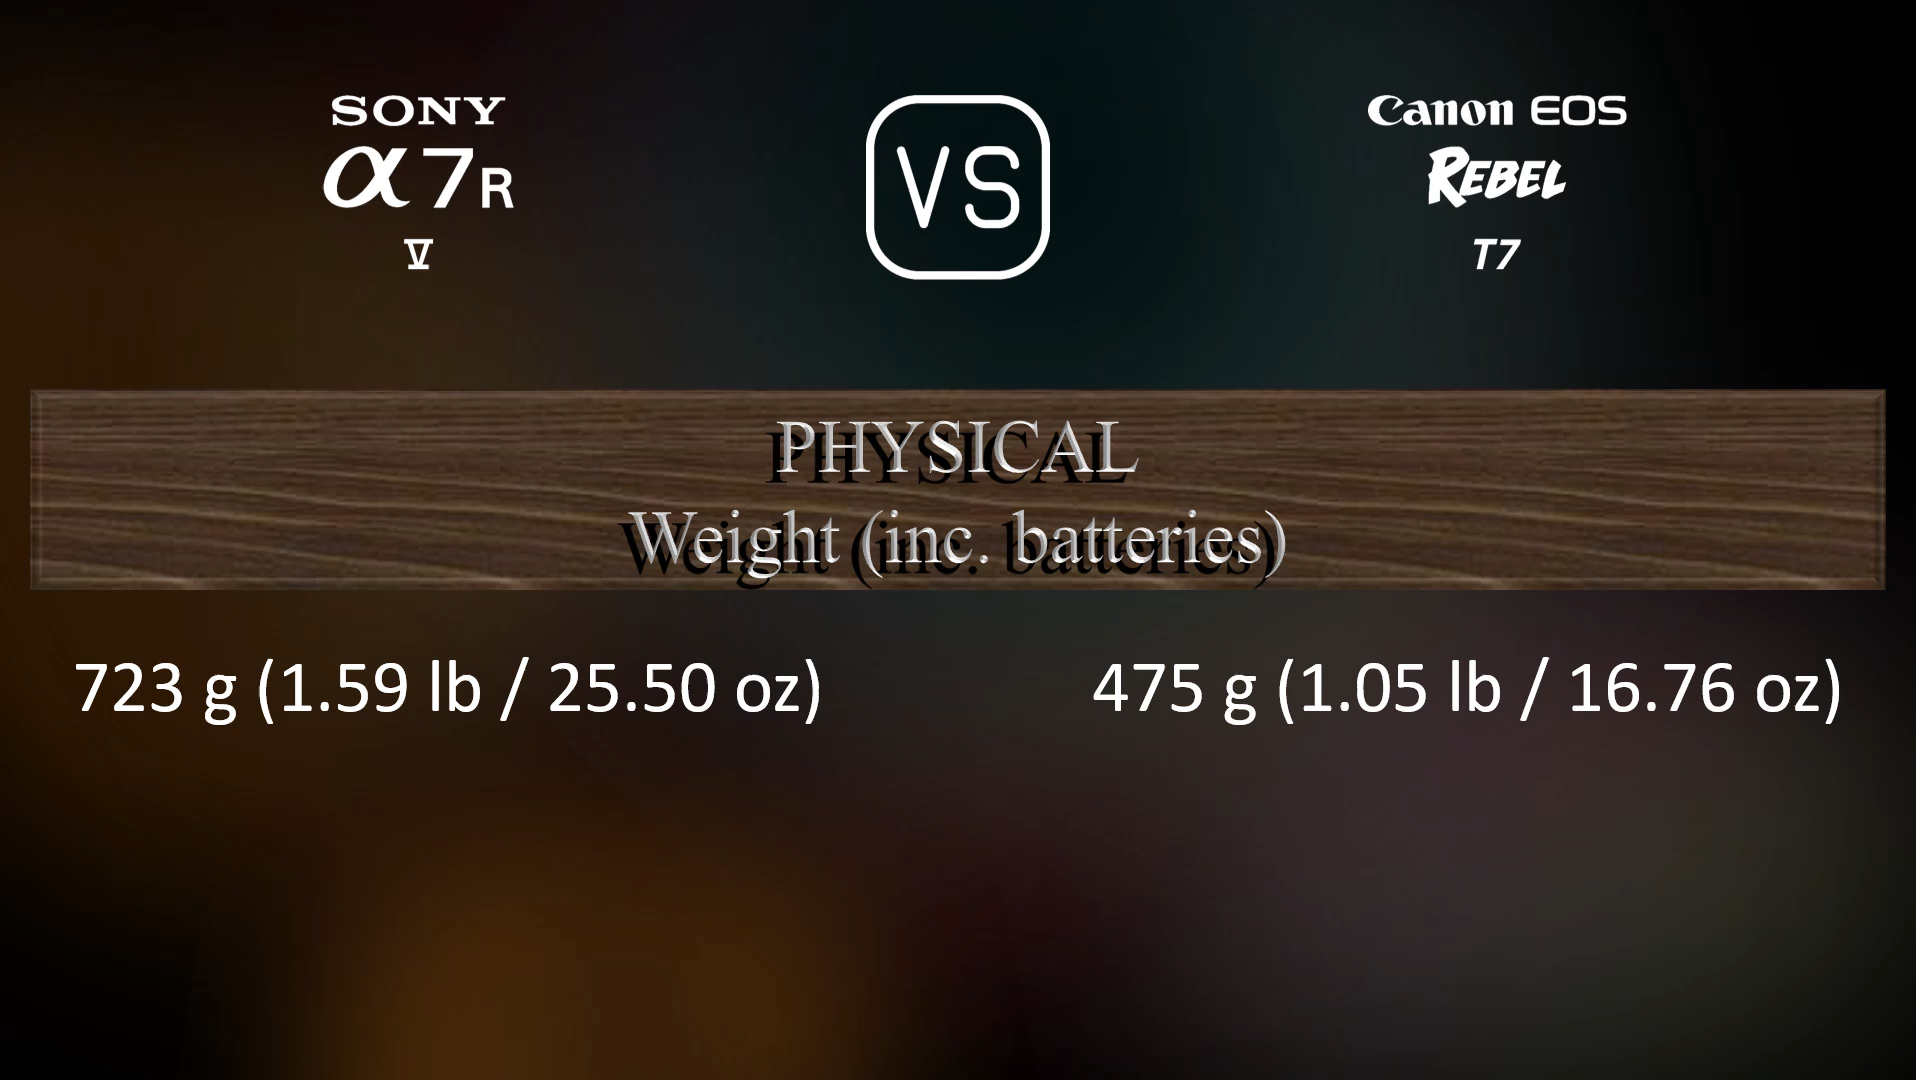 SONY
α7R
V
VS
Canon EOS
REBEL
T7
PHYSICAL
Weight (inc. batteries)
723 g (1.59 lb / 25.50 oz)
475 g (1.05 lb / 16.76 oz)